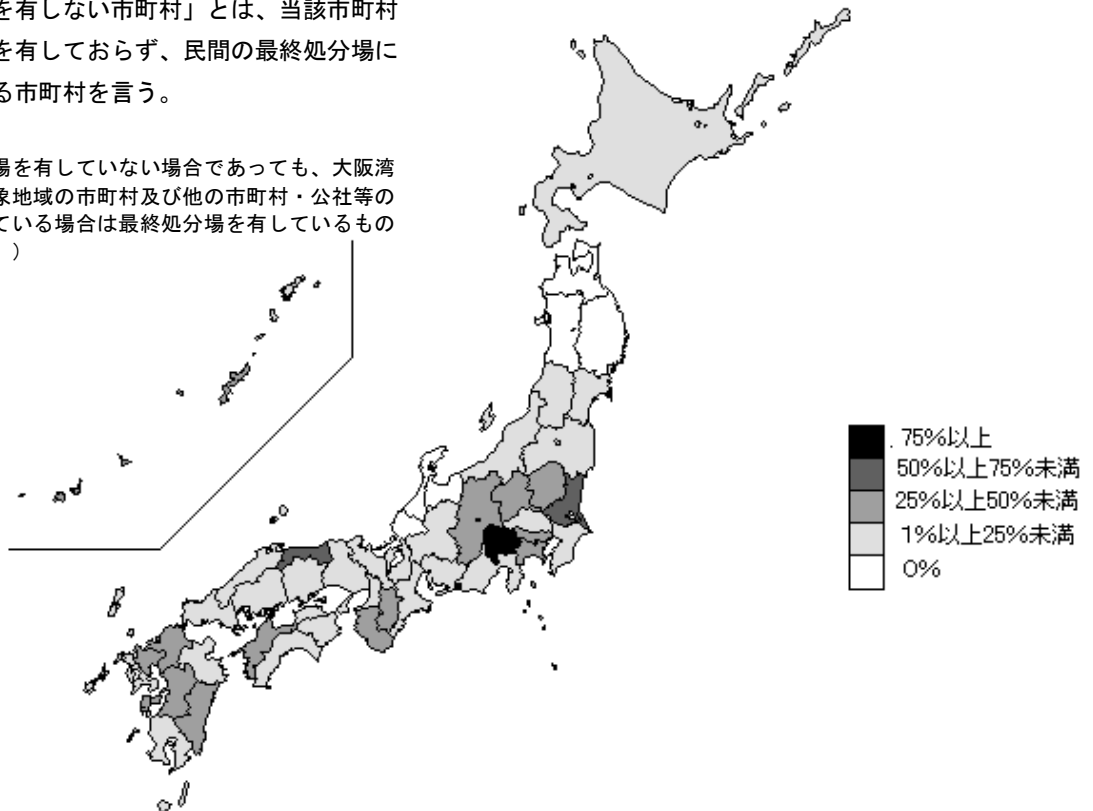 を有しない市町村」とは、当該市町村
を有しておらず、民間の最終処分場に
る市町村を言う。
場を有していない場合であっても、大阪湾
象地域の市町村及び他の市町村・公社等の
ている場合は最終処分場を有しているもの
）
75%以上
50%以上75%未満
25%以上50%未満
1%以上25%未満
0%